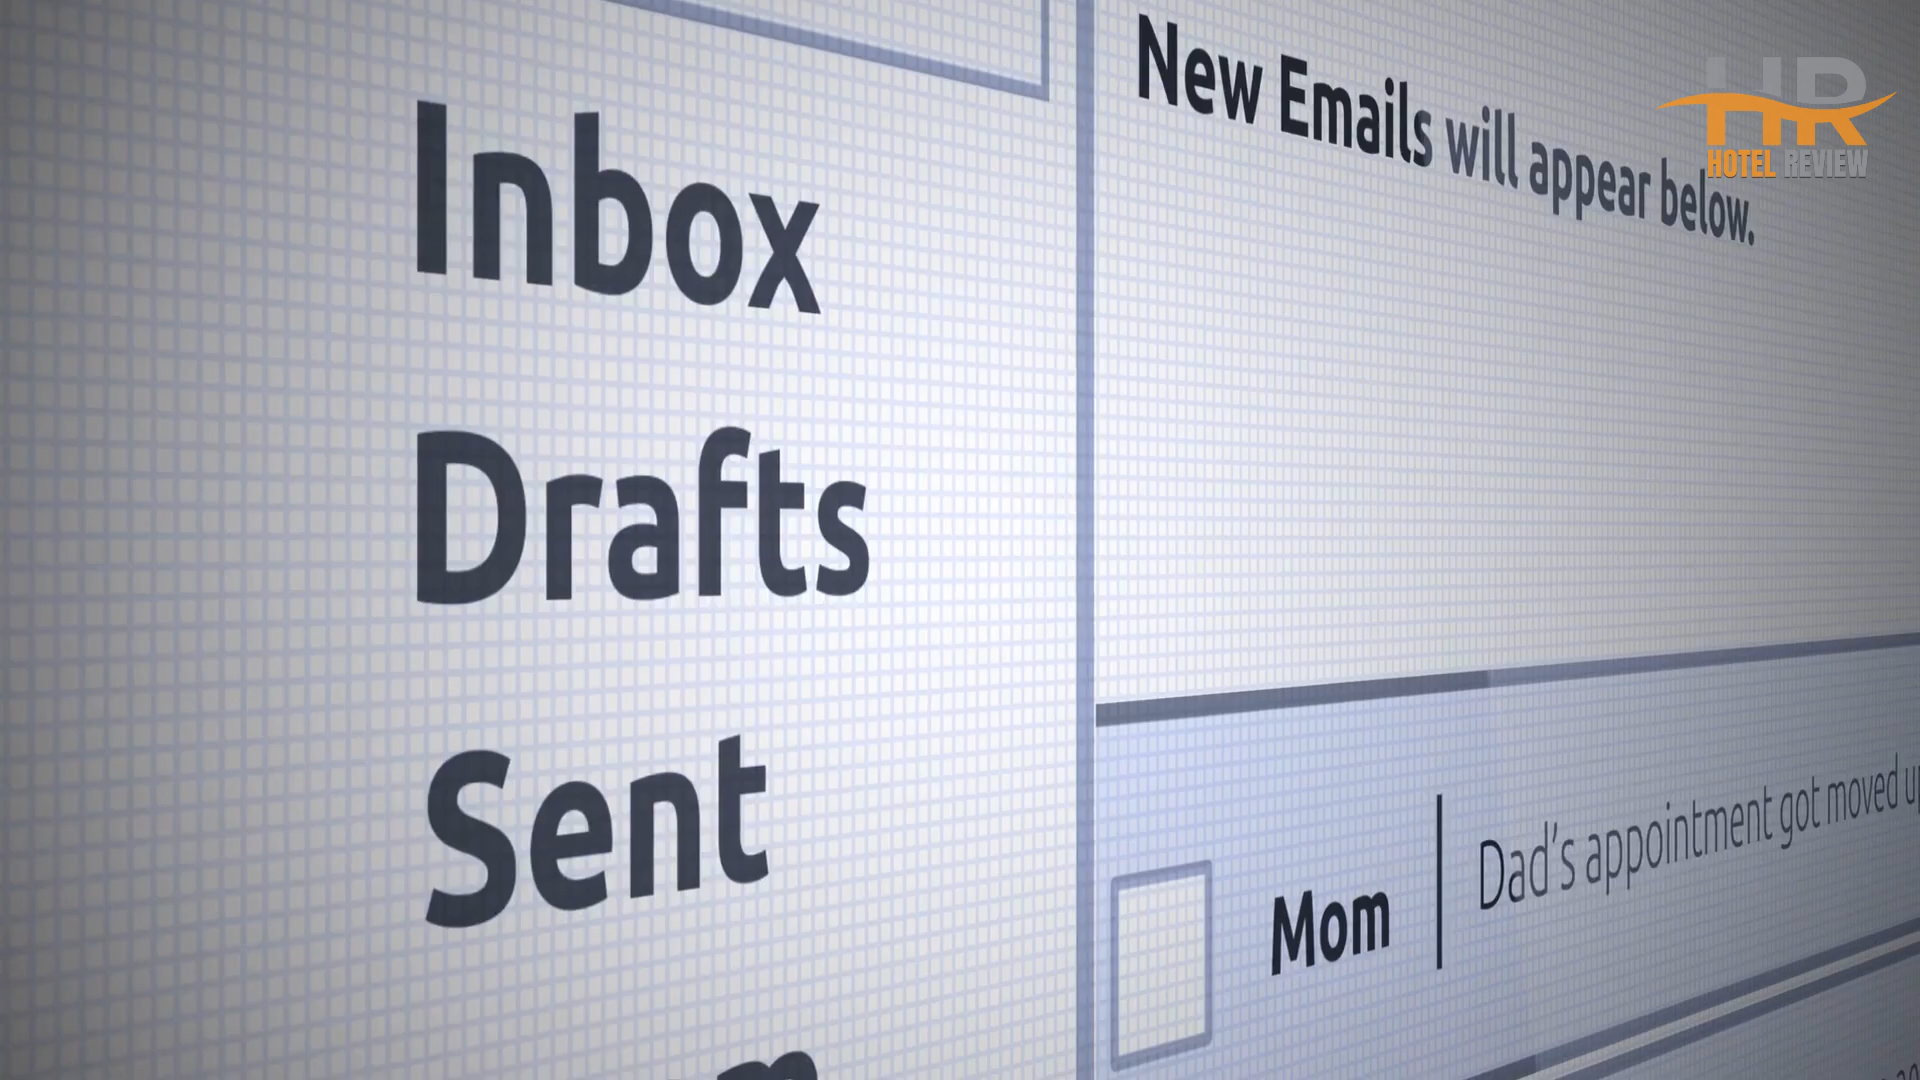 Inbox
Drafts
Sent
New Emails will appear below.
HR
HOTEL REVIEW
Mom
Dad's appointment got moved